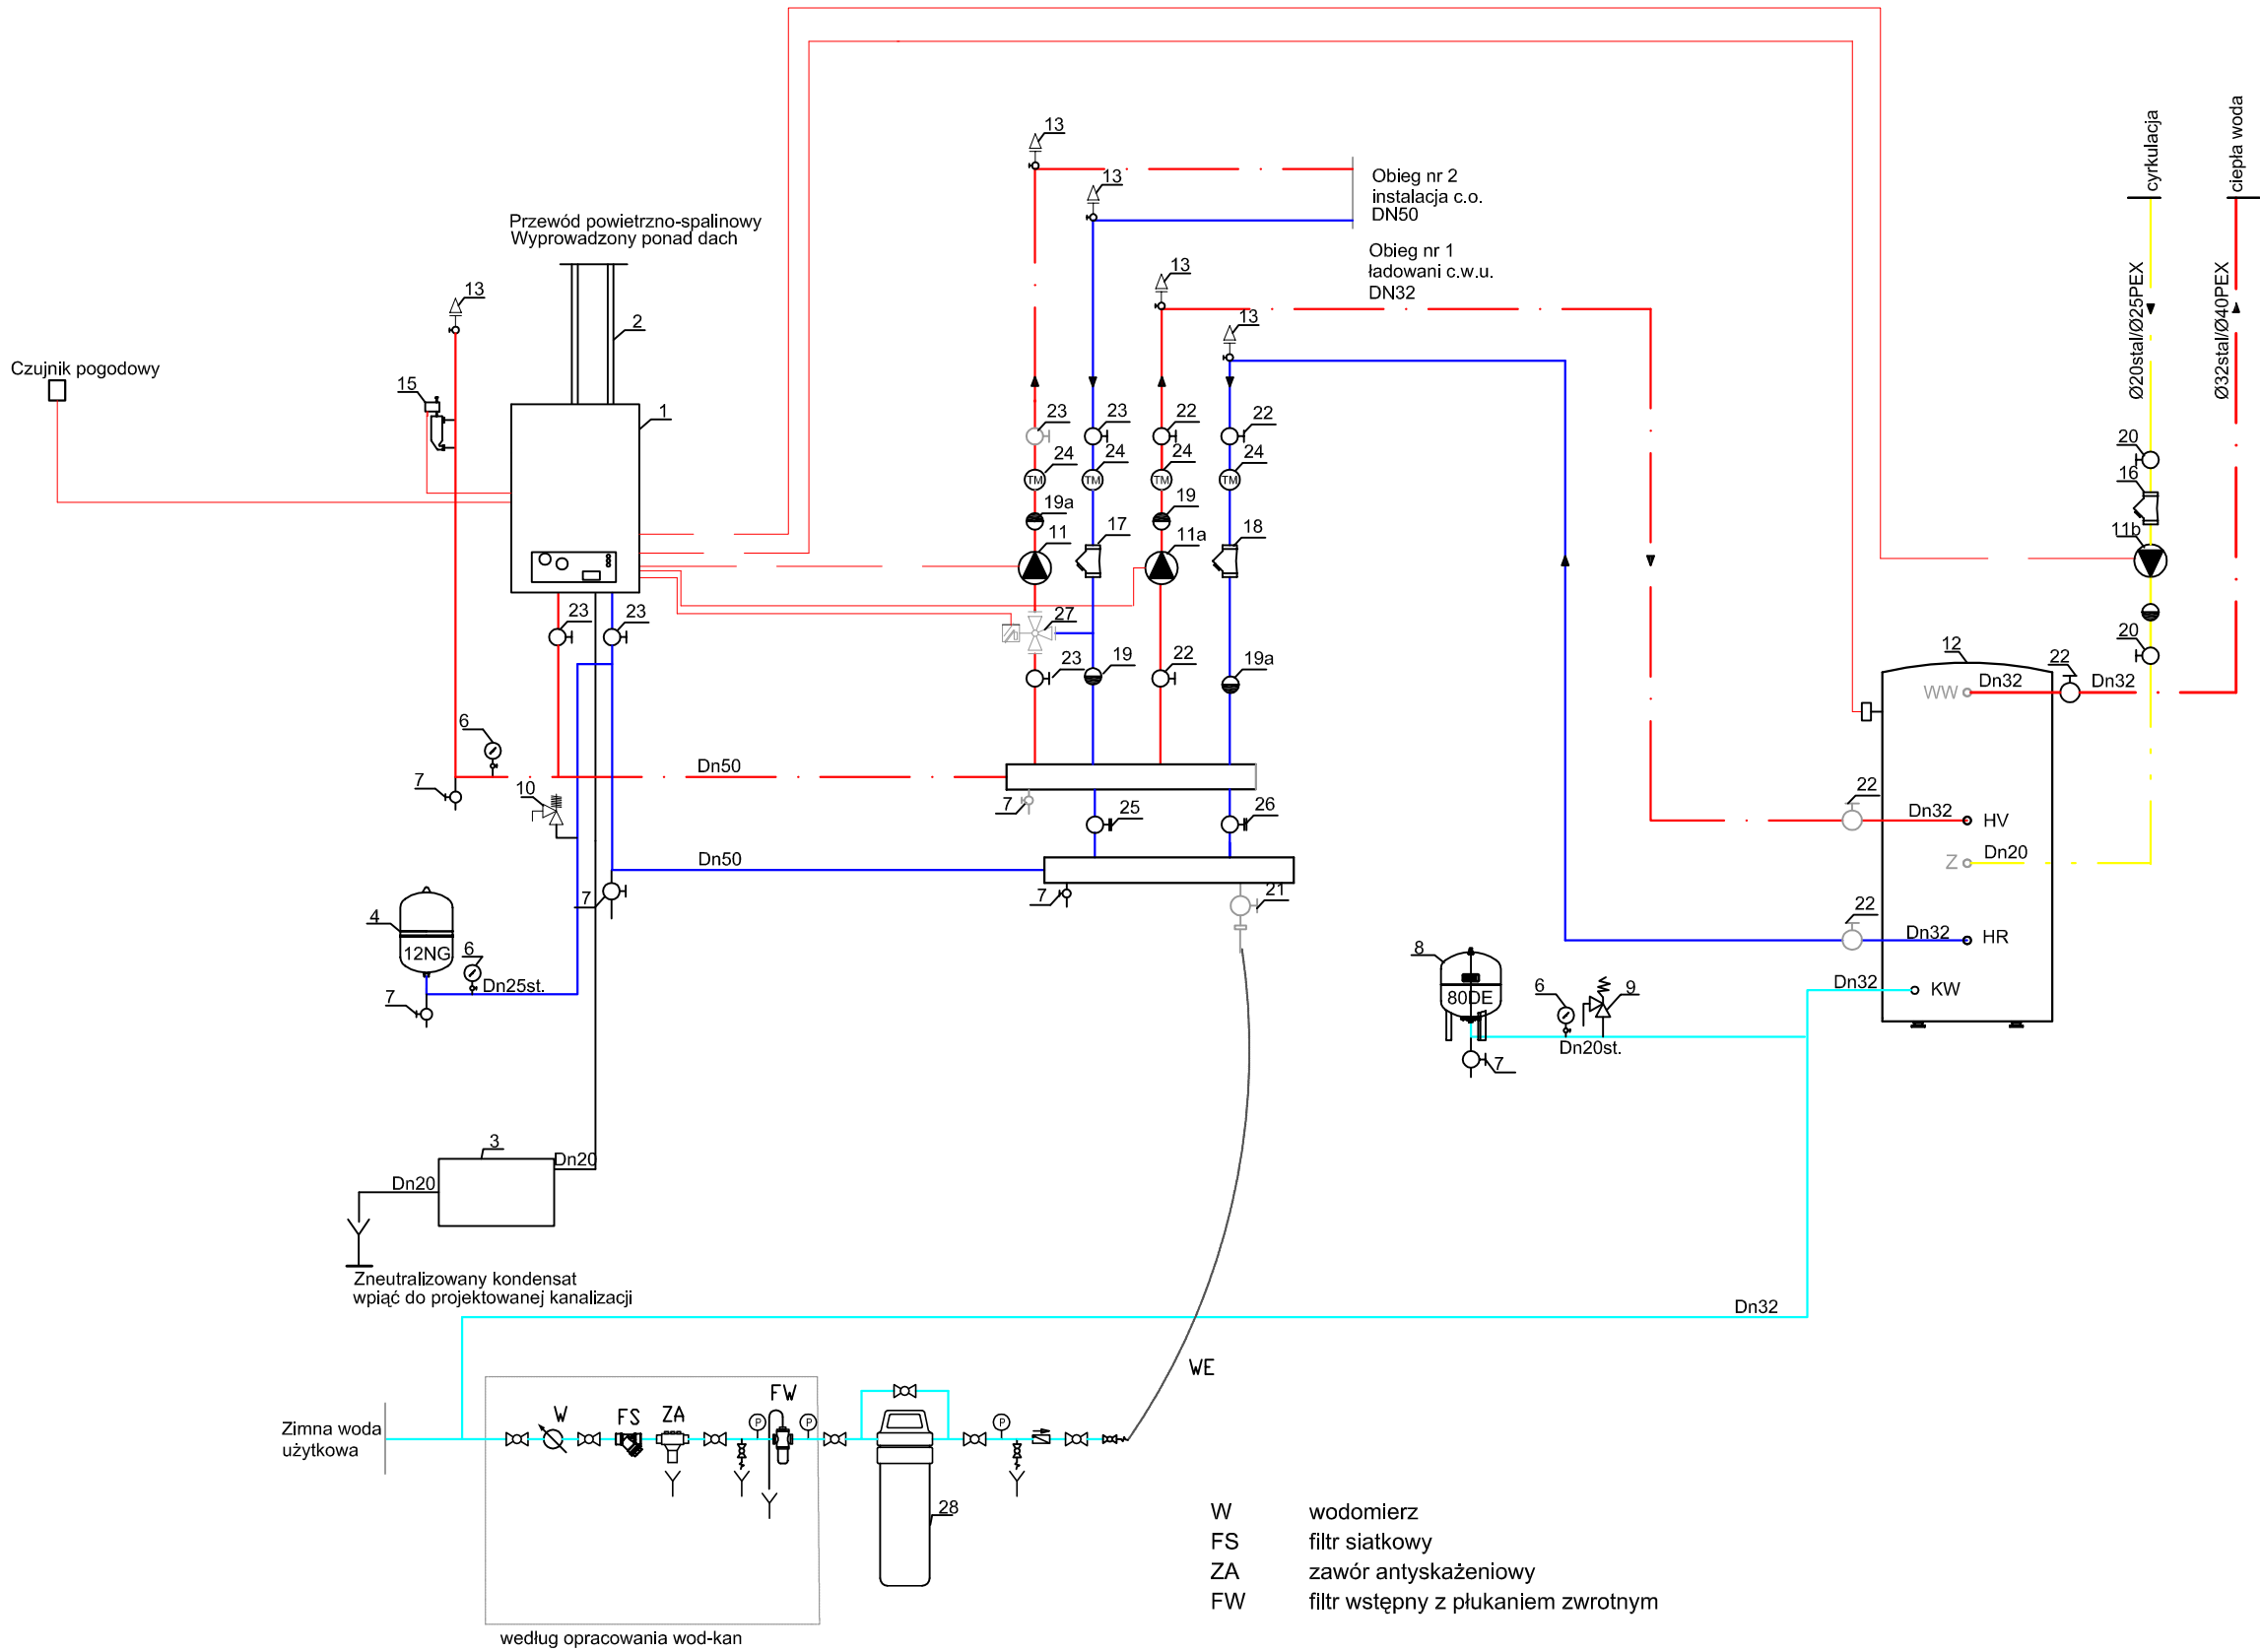 cyrkulacja
ciepła woda
Ø20stal/Ø25PEX
Ø32stal/Ø40PEX
13
13
Obieg nr 2
instalacja c.o.
DN50
Przewód powietrzno-spalinowy
Wyprowadzony ponad dach
Obieg nr 1
ładowani c.w.u.
DN32
13
13
13
2
Czujnik pogodowy
15
1
23
23
22
22
24
24
24
24
TM
TM
TM
TM
20
16
19a
19
11
17
11a
18
11b
23
23
27
23
19
22
19a
20
12
22
WW
Dn32
Dn32
6
7
Dn50
10
7
25
26
22
Dn32
HV
Dn50
Z
Dn20
7
7
21
4
12NG
6
Dn25st.
7
22
Dn32
HR
8
80DE
6
9
Dn20st.
7
Dn32
KW
3
Dn20
Dn20
Zneutralizowany kondensat
wpiąć do projektowanej kanalizacji
Dn32
WE
Zimna woda
użytkowa
W
FS
ZA
FW
P
P
P
28
W wodomierz
FS filtr siatkowy
ZA zawór antyskażeniowy
FW filtr wstępny z płukaniem zwrotnym
według opracowania wod-kan